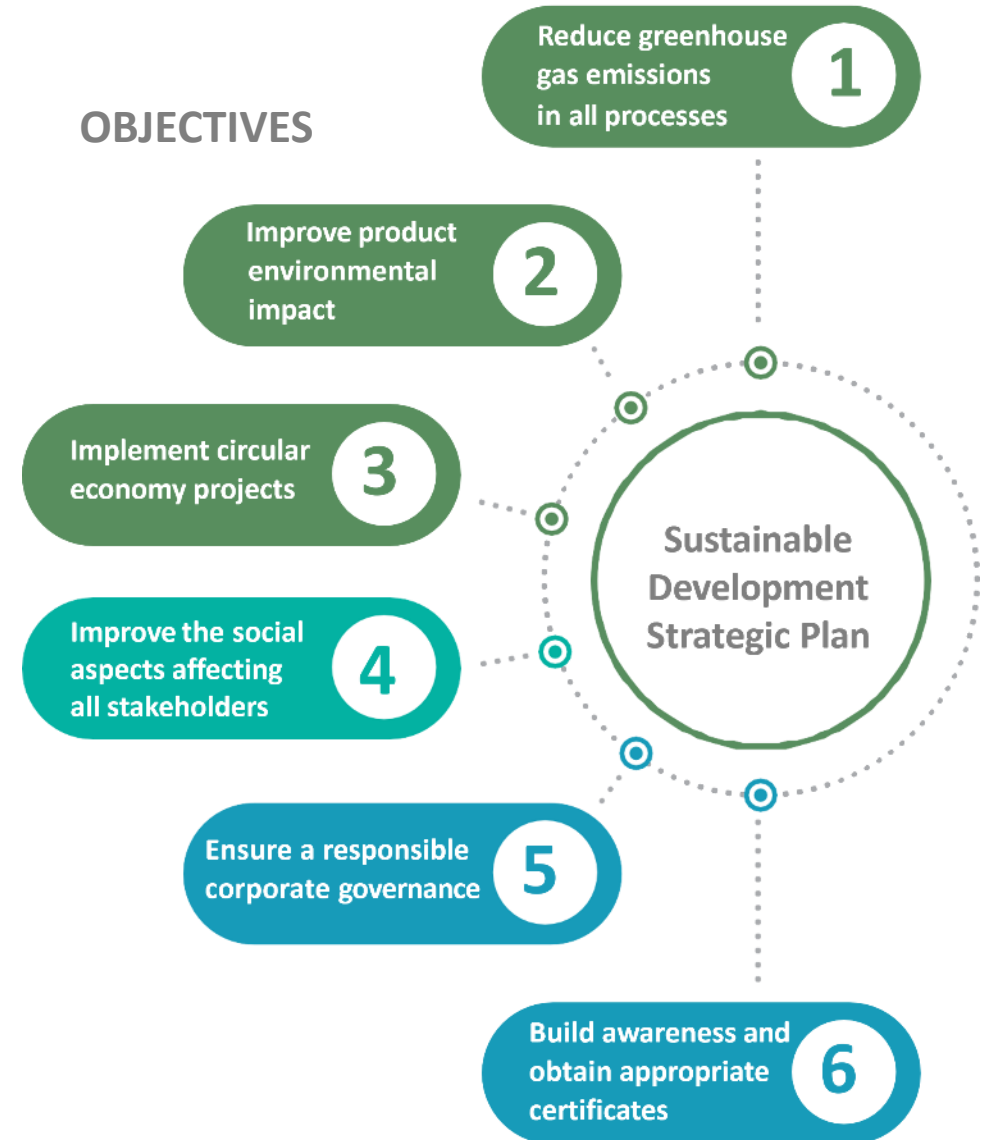 OBJECTIVES
Reduce greenhouse
gas emissions
in all processes
1
Improve product
environmental
impact
2
Implement circular
economy projects
3
Improve the social
aspects affecting
all stakeholders
4
Ensure a responsible
corporate governance
5
Build awareness and
obtain appropriate
certificates
6
Sustainable
Development
Strategic Plan